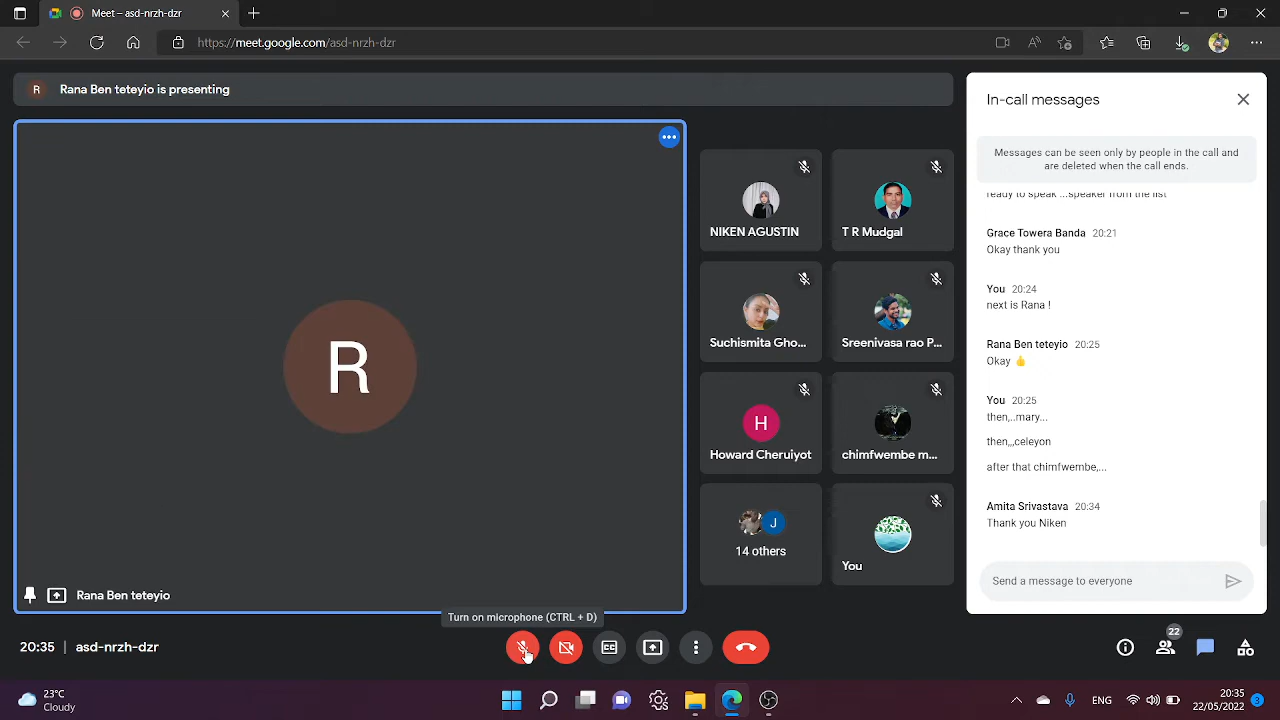 Meet – asd-nrzh-dzr
https://meet.google.com/asd-nrzh-dzr
R
Rana Ben teteyio is presenting
R
Rana Ben teteyio
NIKEN AGUSTIN
T R Mudgal
Suchismita Gho...
Sreenivasa rao P...
H
Howard Cheruiyot
chimfwembe m...
J
14 others
You
In-call messages
Messages can be seen only by people in the call and
are deleted when the call ends.
ready to speak ...speaker from the list
Grace Towera Banda 20:21
Okay thank you
You 20:24
next is Rana !
Rana Ben teteyio 20:25
Okay 👍
You 20:25
then,..mary...
then,,,celeyon
after that chimfwembe,...
Amita Srivastava 20:34
Thank you Niken
Send a message to everyone
Turn on microphone (CTRL + D)
20:35 | asd-nrzh-dzr
CC
22
23°C
Cloudy
ENG
20:35
22/05/2022
3